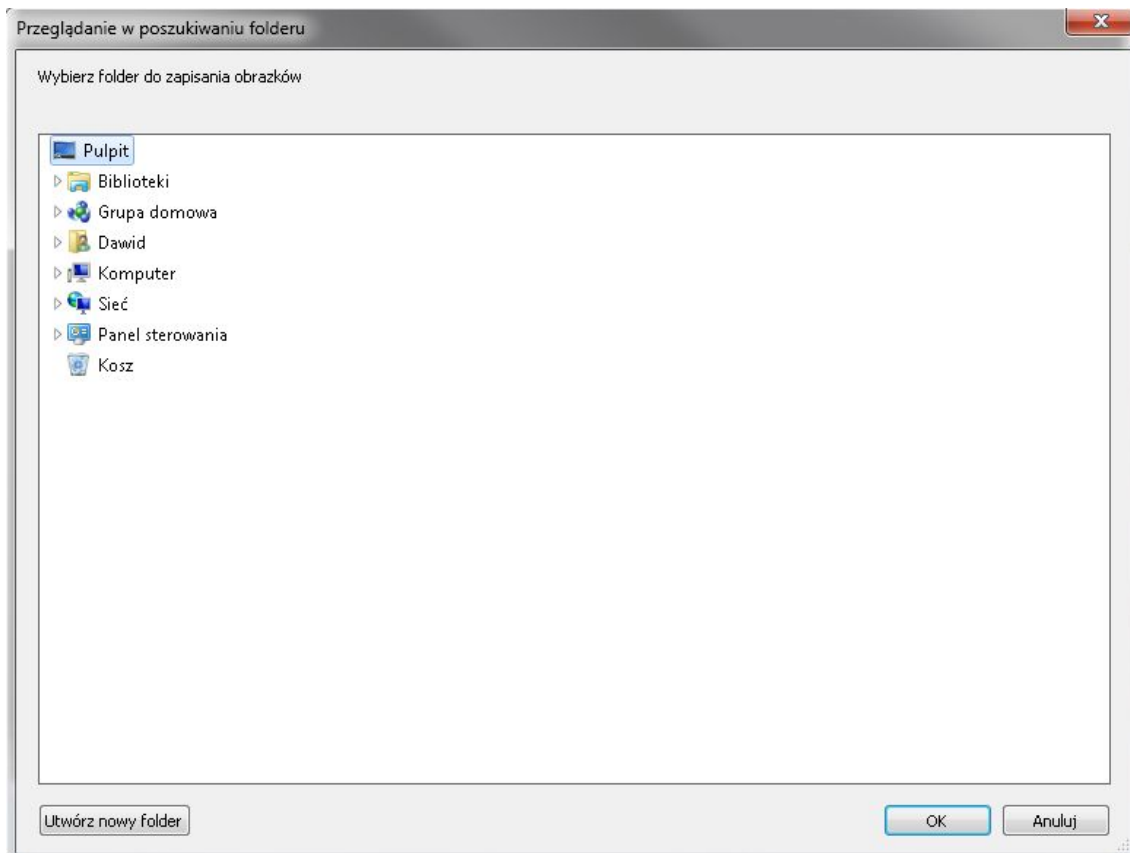 Przeglądanie w poszukiwaniu folderu
Wybierz folder do zapisania obrazków
Pulpit
Biblioteki
Grupa domowa
Dawid
Komputer
Sieć
Panel sterowania
Kosz
Utwórz nowy folder
OK
Anuluj